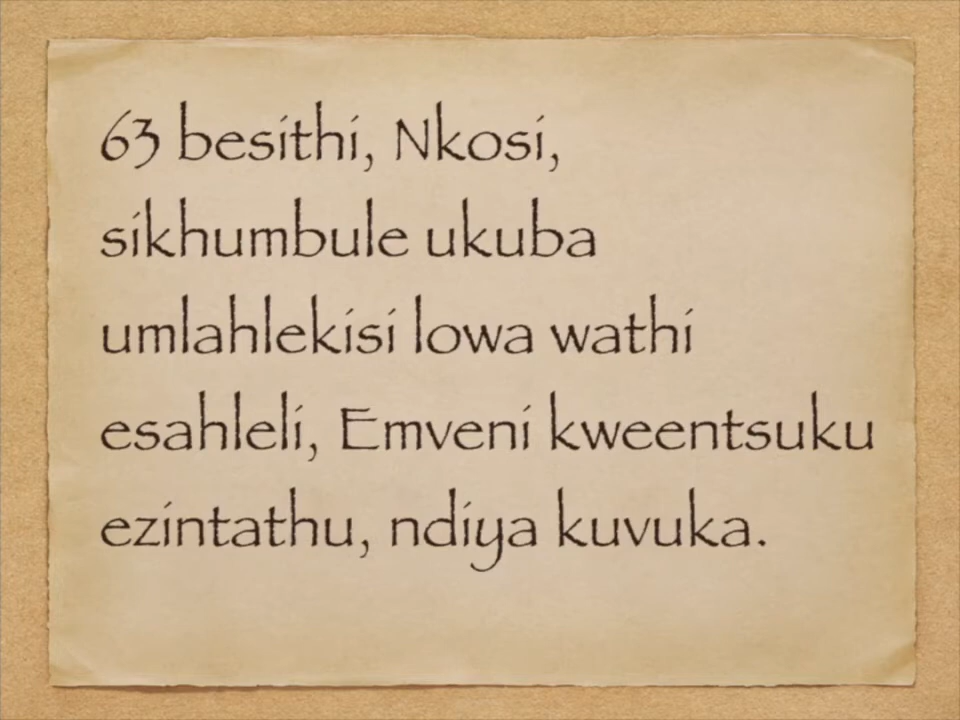 63 besithi, Nkosi,
sikhumbule ukuba
umlahlekisi lowa wathi
esahleli, Emveni kweentsuku
ezintathu, ndiya kuvuka.